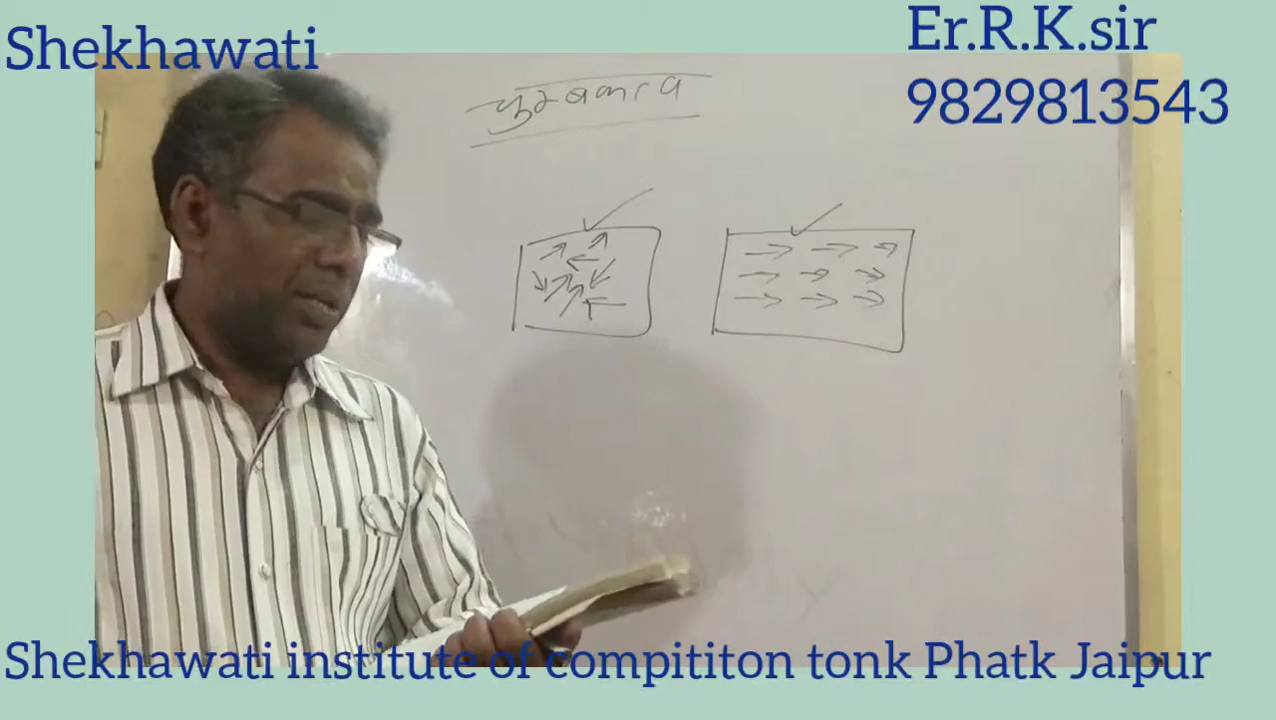 Shekhawati
Er.R.K.sir
9829813543
चुम्बकत्व
Shekhawati institute of compititon tonk Phatk Jaipur